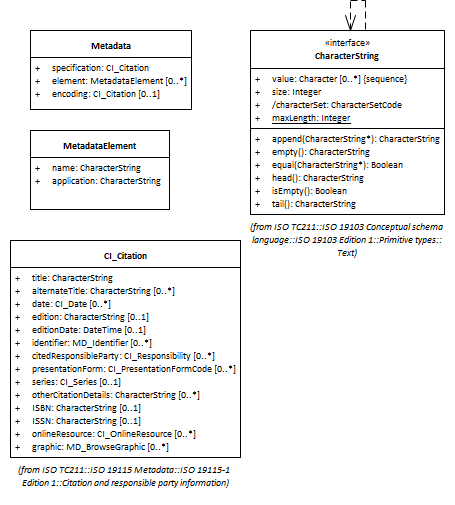 Metadata
+ specification: CI_Citation
+ element: MetadataElement [0..*]
+ encoding: CI_Citation [0..1]
MetadataElement
+ name: CharacterString
+ application: CharacterString
«interface»
CharacterString
+ value: Character [0..*] {sequence}
+ size: Integer
+ /characterSet: CharacterSetCode
+ maxLength: Integer
+ append(CharacterString*): CharacterString
+ empty(): CharacterString
+ equal(CharacterString*): Boolean
+ head(): CharacterString
+ isEmpty(): Boolean
+ tail(): CharacterString
(from ISO TC211::ISO 19103 Conceptual schema
language::ISO 19103 Edition 1::Primitive types::
Text)
CI_Citation
+ title: CharacterString
+ alternateTitle: CharacterString [0..*]
+ date: CI_Date [0..*]
+ edition: CharacterString [0..1]
+ editionDate: DateTime [0..1]
+ identifier: MD_Identifier [0..*]
+ citedResponsibleParty: CI_Responsibility [0..*]
+ presentationForm: CI_PresentationFormCode [0..*]
+ series: CI_Series [0..1]
+ otherCitationDetails: CharacterString [0..*]
+ ISBN: CharacterString [0..1]
+ ISSN: CharacterString [0..1]
+ onlineResource: CI_OnlineResource [0..*]
+ graphic: MD_BrowseGraphic [0..*]
(from ISO TC211::ISO 19115 Metadata::ISO 19115-1
Edition 1::Citation and responsible party information)